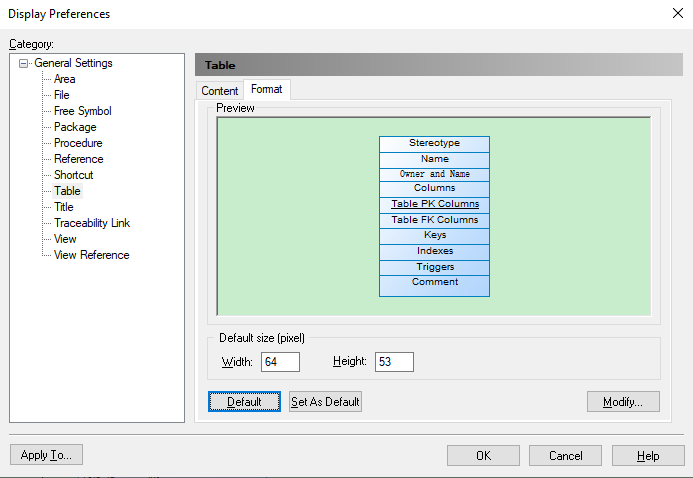 Display Preferences
Category:
General Settings
Area
File
Free Symbol
Package
Procedure
Reference
Shortcut
Table
Title
Traceability Link
View
View Reference
Table
Content
Format
Preview
Stereotype
Name
Owner and Name
Columns
Table PK Columns
Table FK Columns
Keys
Indexes
Triggers
Comment
Default size (pixel)
Width: 64 Height: 53
Default Set As Default Modify...
Apply To... OK Cancel Help